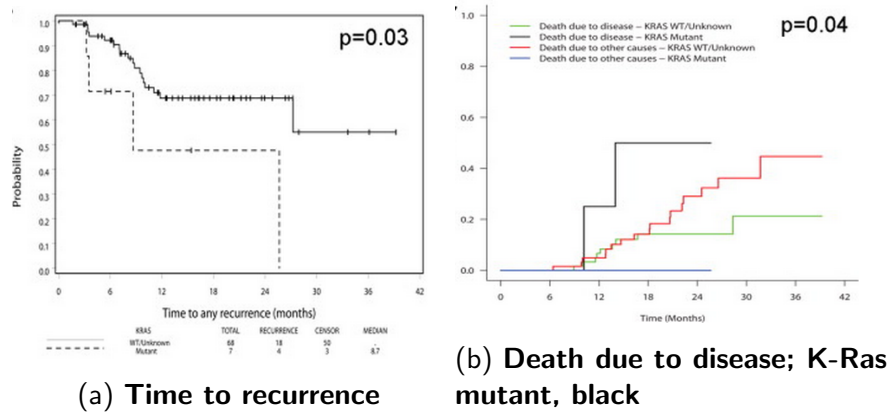 p=0.03
1.0
0.9
0.8
0.7
0.6
0.5
0.4
0.3
0.2
0.1
0.0
Probability
0 6 12 18 24 30 36 42
Time to any recurrence (months)
KRAS TOTAL RECURRENCE CENSOR MEDIAN
WT/Unknown 68 18 50 .
Mutant 7 4 3 8.7
(a) Time to recurrence
p=0.04
Death due to disease – KRAS WT/Unknown
Death due to disease – KRAS Mutant
Death due to other causes – KRAS WT/Unknown
Death due to other causes – KRAS Mutant
1.0
0.8
0.6
0.4
0.2
0.0
0 6 12 18 24 30 36 42
Time (Months)
(b) Death due to disease; K-Ras
mutant, black